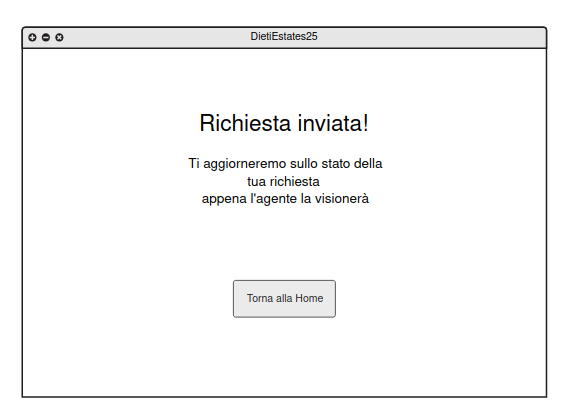 DietiEstates25
Richiesta inviata!
Ti aggiorneremo sullo stato della
tua richiesta
appena l'agente la visionerà
Torna alla Home